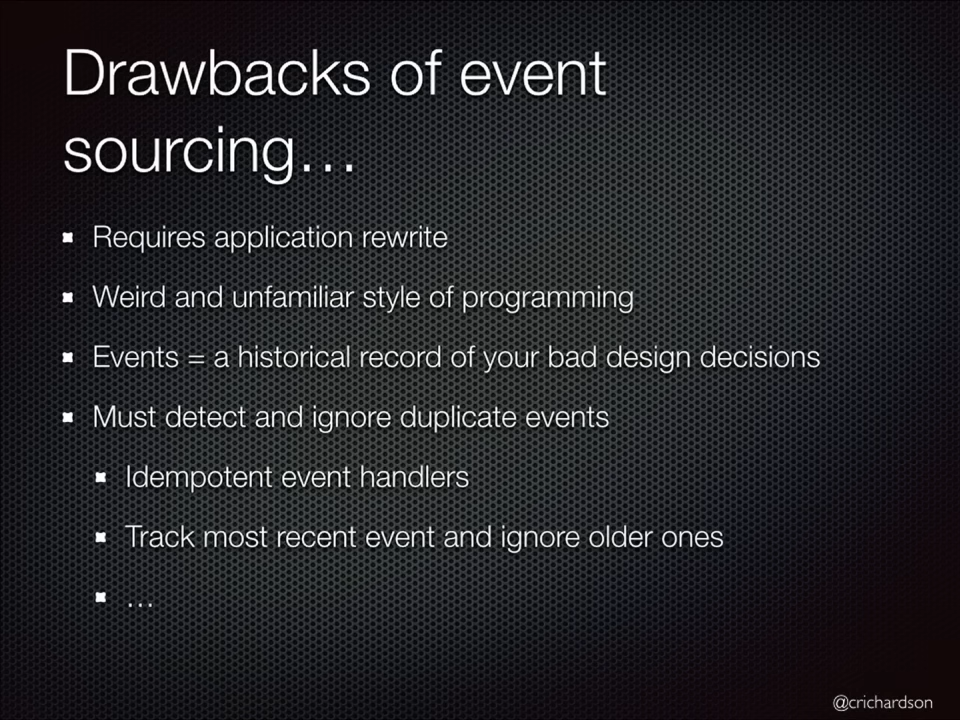 Drawbacks of event
sourcing…
Requires application rewrite
Weird and unfamiliar style of programming
Events = a historical record of your bad design decisions
Must detect and ignore duplicate events
Idempotent event handlers
Track most recent event and ignore older ones
…
@crichardson